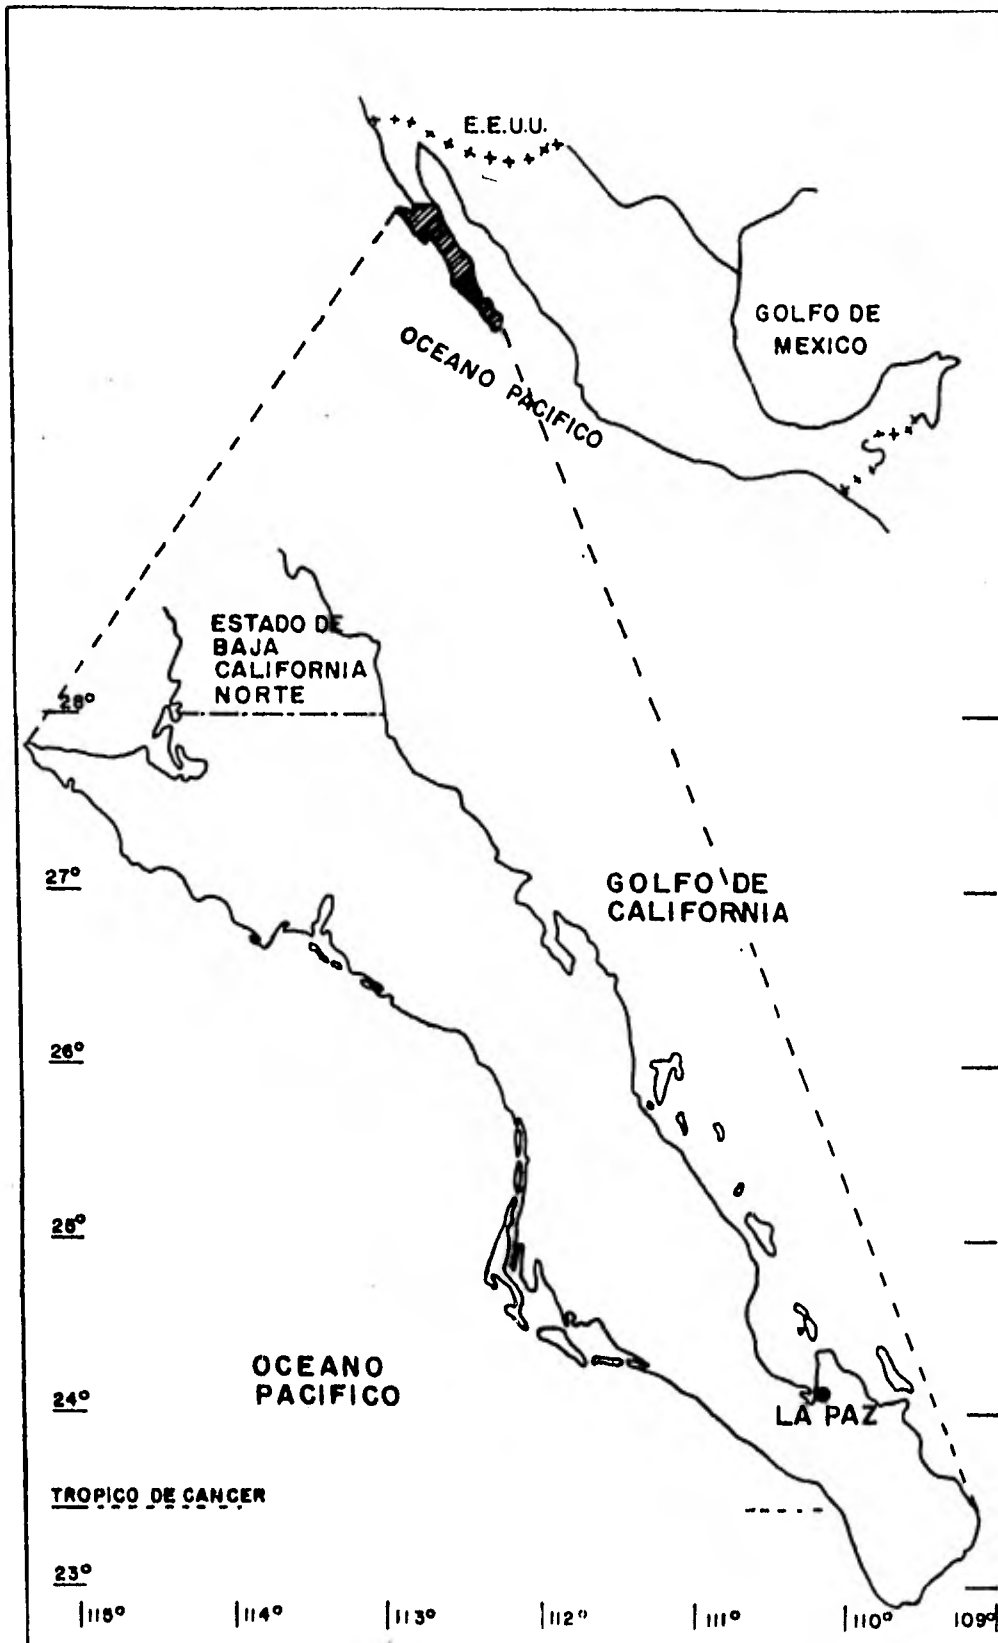 E.E.U.U.
GOLFO DE
MEXICO
OCEANO PACIFICO
ESTADO DE
BAJA
CALIFORNIA
NORTE
28°
27°
GOLFO DE
CALIFORNIA
26°
25°
OCEANO
PACIFICO
24°
LA PAZ
TROPICO DE CANCER
23°
115° 114° 113° 112° 111° 110° 109°